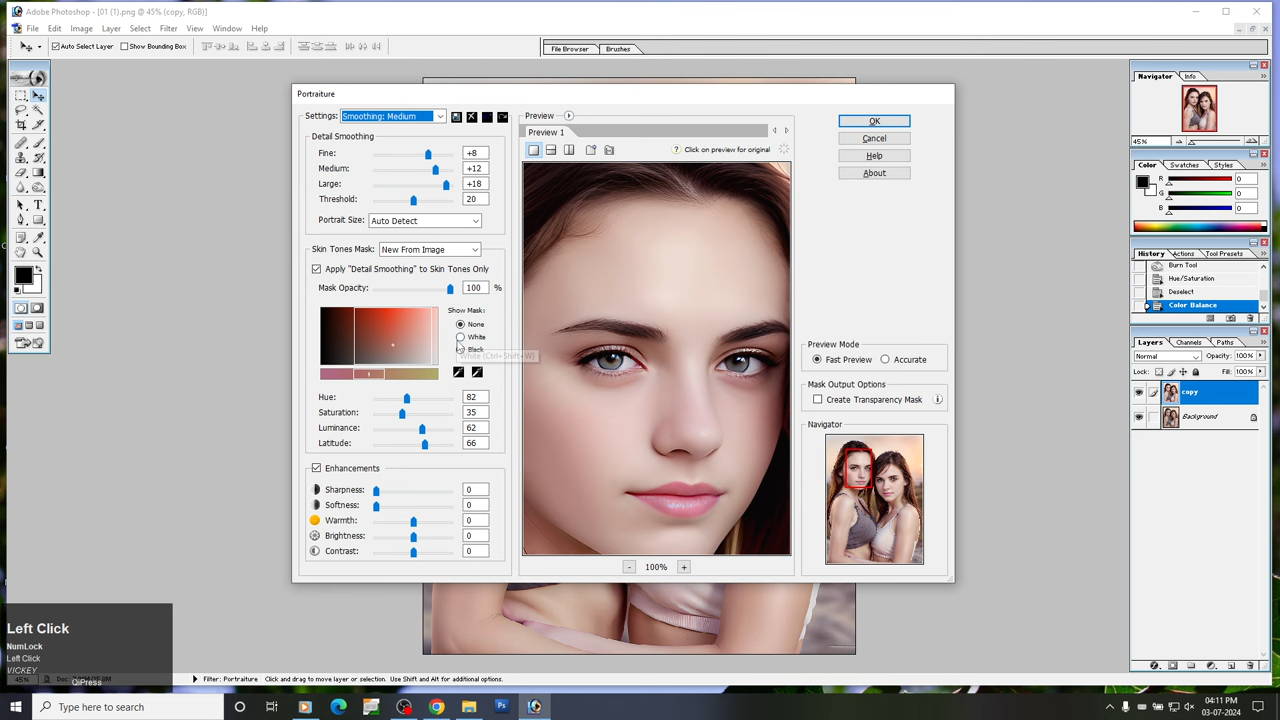 Adobe Photoshop - [01 (1).png @ 45% (copy, RGB)]
File Edit Image Layer Select Filter View Window Help
Auto Select Layer Show Bounding Box
File Browser Brushes
Portraiture
Settings: Smoothing: Medium
Detail Smoothing
Fine: +8
Medium: +12
Large: +18
Threshold: 20
Portrait Size: Auto Detect
Skin Tones Mask: New From Image
Apply "Detail Smoothing" to Skin Tones Only
Mask Opacity: 100 %
Show Mask:
None
White
Black
White (Ctrl+Shift+W)
Hue: 82
Saturation: 35
Luminance: 62
Latitude: 66
Enhancements
Sharpness: 0
Softness: 0
Warmth: 0
Brightness: 0
Contrast: 0
Preview
Preview 1
? Click on preview for original
- 100% +
OK
Cancel
Help
About
Preview Mode
Fast Preview Accurate
Mask Output Options
Create Transparency Mask
Navigator
Navigator Info
45%
Color Swatches Styles
R 0
G 0
B 0
History Actions Tool Presets
Burn Tool
Hue/Saturation
Deselect
Color Balance
Layers Channels Paths
Normal Opacity: 100%
Lock: Fill: 100%
copy
Background
Left Click
NumLock
Left Click
VICKEY
QiPress
45%
Filter: Portraiture Click and drag to move layer or selection. Use Shift and Alt for additional options.
Type here to search
04:11 PM
03-07-2024